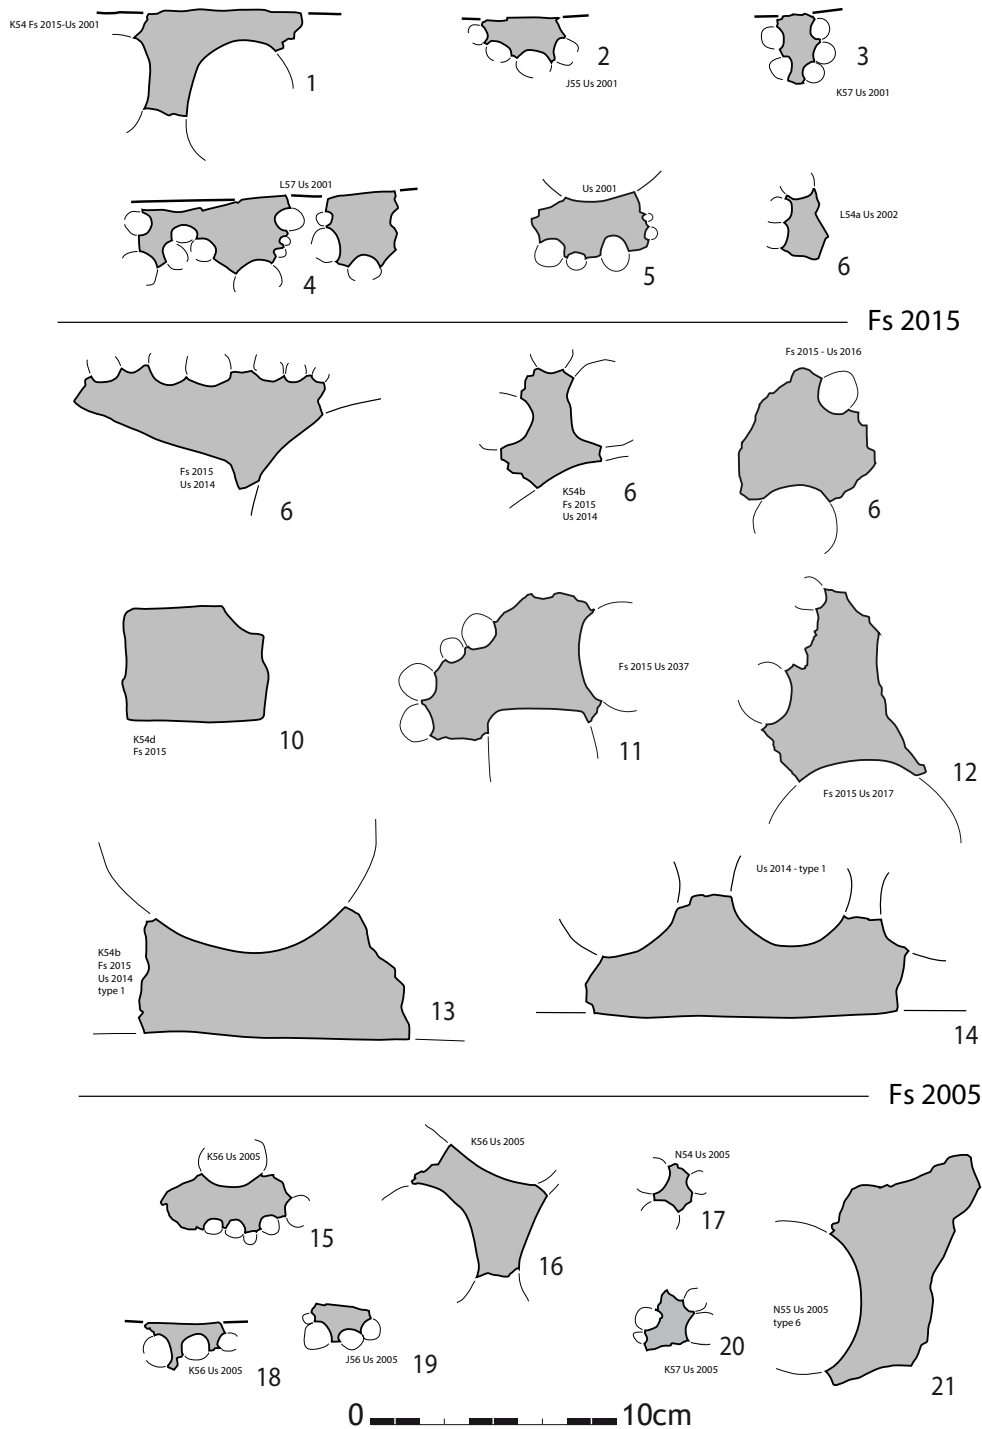 K54 Fs 2015-Us 2001
1
2
J55 Us 2001
3
K57 Us 2001
L57 Us 2001
4
Us 2001
5
L54a Us 2002
6
Fs 2015
Fs 2015
Us 2014
6
K54b
Fs 2015
Us 2014
6
Fs 2015 - Us 2016
6
K54d
Fs 2015
10
Fs 2015 Us 2037
11
Fs 2015 Us 2017
12
K54b
Fs 2015
Us 2014
type 1
13
Us 2014 - type 1
14
Fs 2005
K56 Us 2005
15
K56 Us 2005
16
N54 Us 2005
17
K56 Us 2005
18
J56 Us 2005
19
K57 Us 2005
20
N55 Us 2005
type 6
21
0 10cm